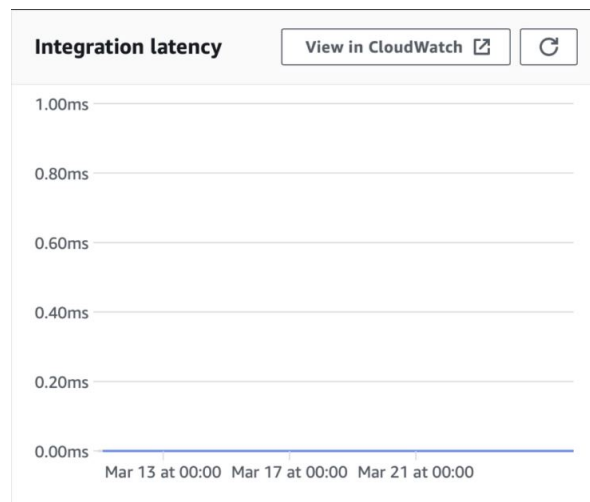 Integration latency
View in CloudWatch
1.00ms
0.80ms
0.60ms
0.40ms
0.20ms
0.00ms
Mar 13 at 00:00 Mar 17 at 00:00 Mar 21 at 00:00